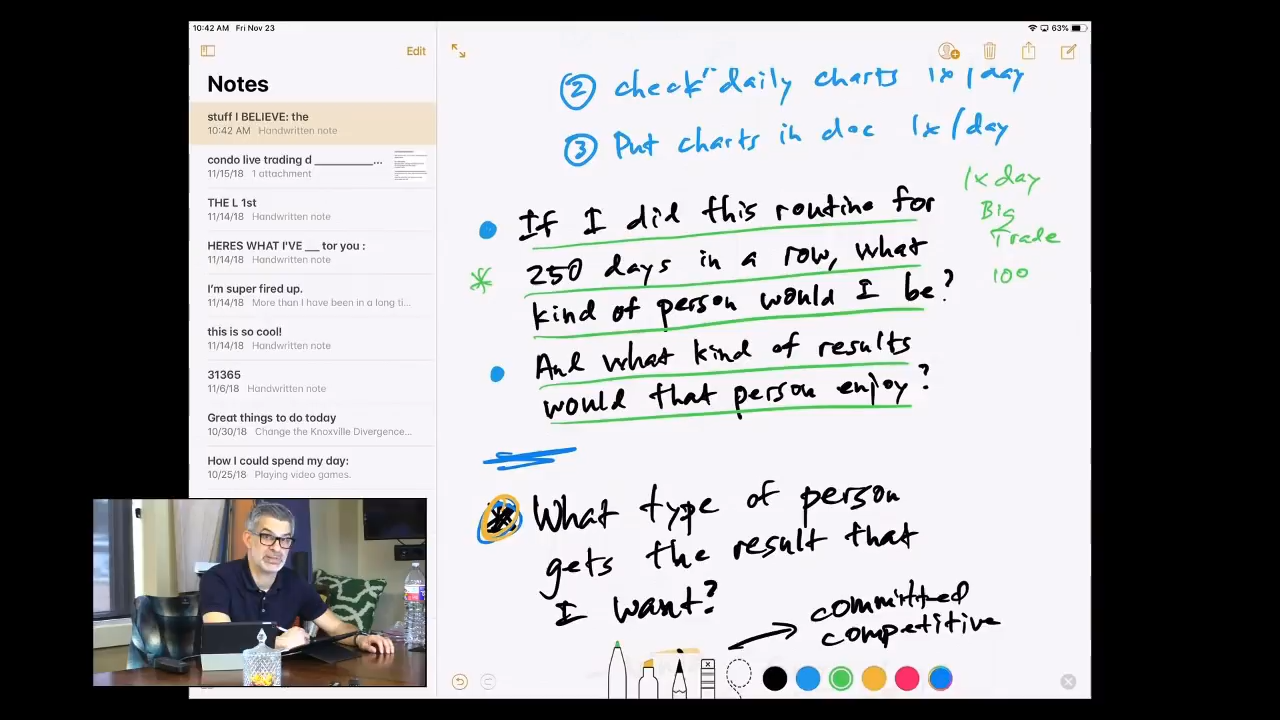 10:42 AM Fri Nov 23
63%
Edit
Notes
stuff I BELIEVE: the
10:42 AM Handwritten note
condo live trading d ___________...
11/15/18 1 attachment
THE L 1st
11/14/18 Handwritten note
HERES WHAT I'VE ___ tor you :
11/14/18 Handwritten note
I'm super fired up.
11/14/18 More than I have been in a long ti...
this is so cool!
11/14/18 Handwritten note
31365
11/6/18 Handwritten note
Great things to do today
10/30/18 Change the Knoxville Divergence...
How I could spend my day:
10/25/18 Playing video games.
② check" daily charts 1x/day
③ Put charts in doc 1x/day
1x day
Big
Trade
100
If I did this routine for
250 days in a row, what
kind of person would I be?
And what kind of results
would that person enjoy?
What type of person
gets the result that
I want?
committed
competitive